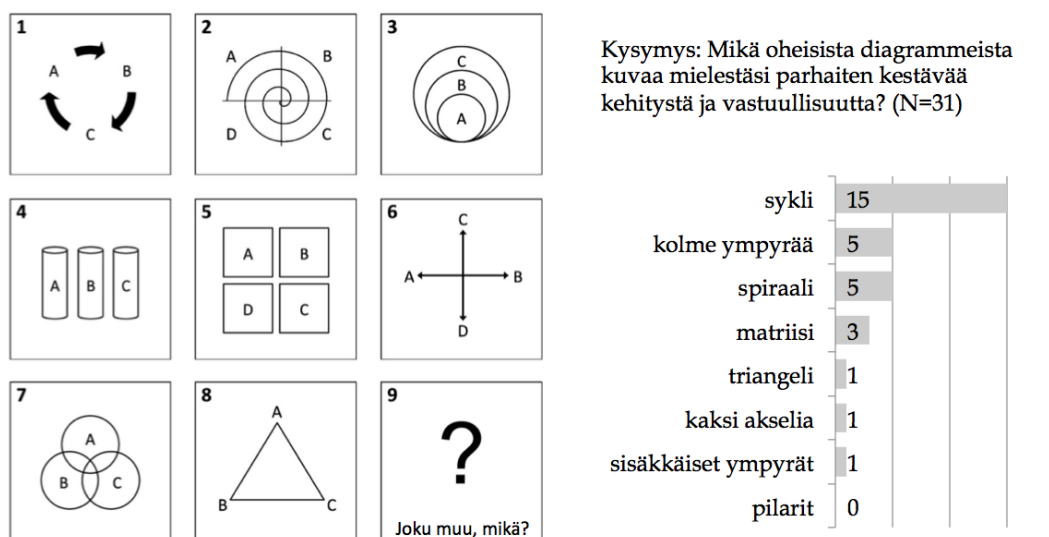 1
A
B
C
2
A
B
D
C
3
C
B
A
4
A
B
C
5
A
B
D
C
6
C
A
B
D
7
A
B
C
8
A
B
C
9
?
Joku muu, mikä?
Kysymys: Mikä oheisista diagrammeista
kuvaa mielestäsi parhaiten kestävää
kehitystä ja vastuullisuutta? (N=31)
sykli 15
kolme ympyrää 5
spiraali 5
matriisi 3
triangeli 1
kaksi akselia 1
sisäkkäiset ympyrät 1
pilarit 0